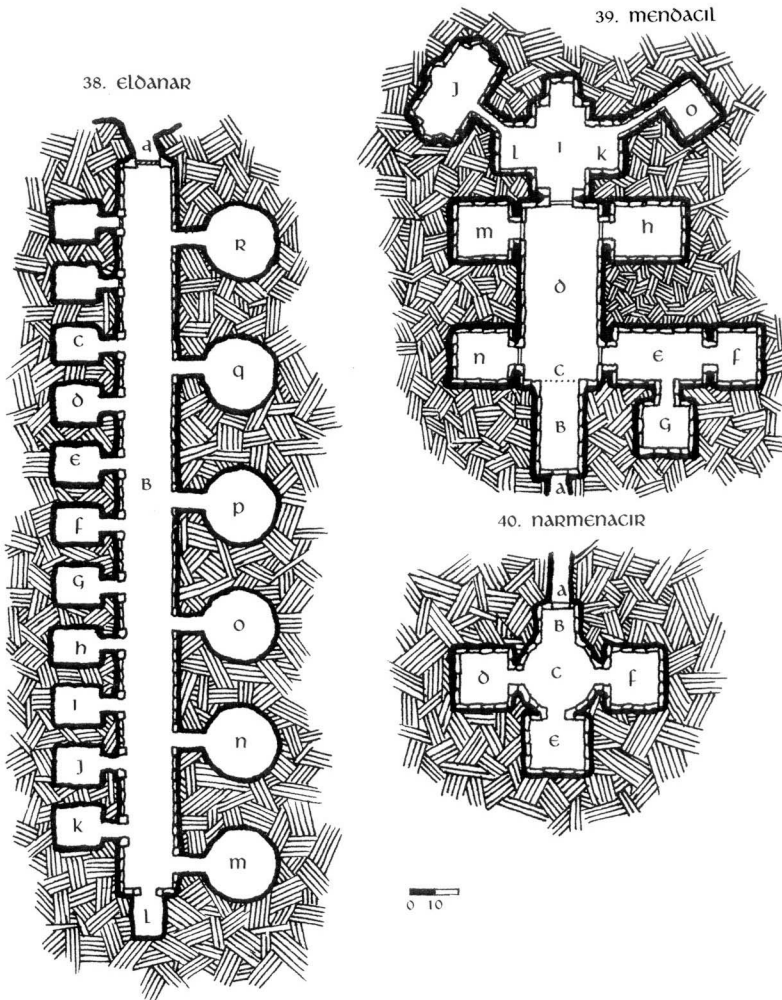 38. Eldanar
a
R
C
q
d
E
B
p
f
G
o
h
I
n
J
k
m
l
39. Mendacil
J
o
l
I
k
m
h
d
n
C
E
f
B
G
a
40. Narmenacir
a
B
C
d
f
E
0 10